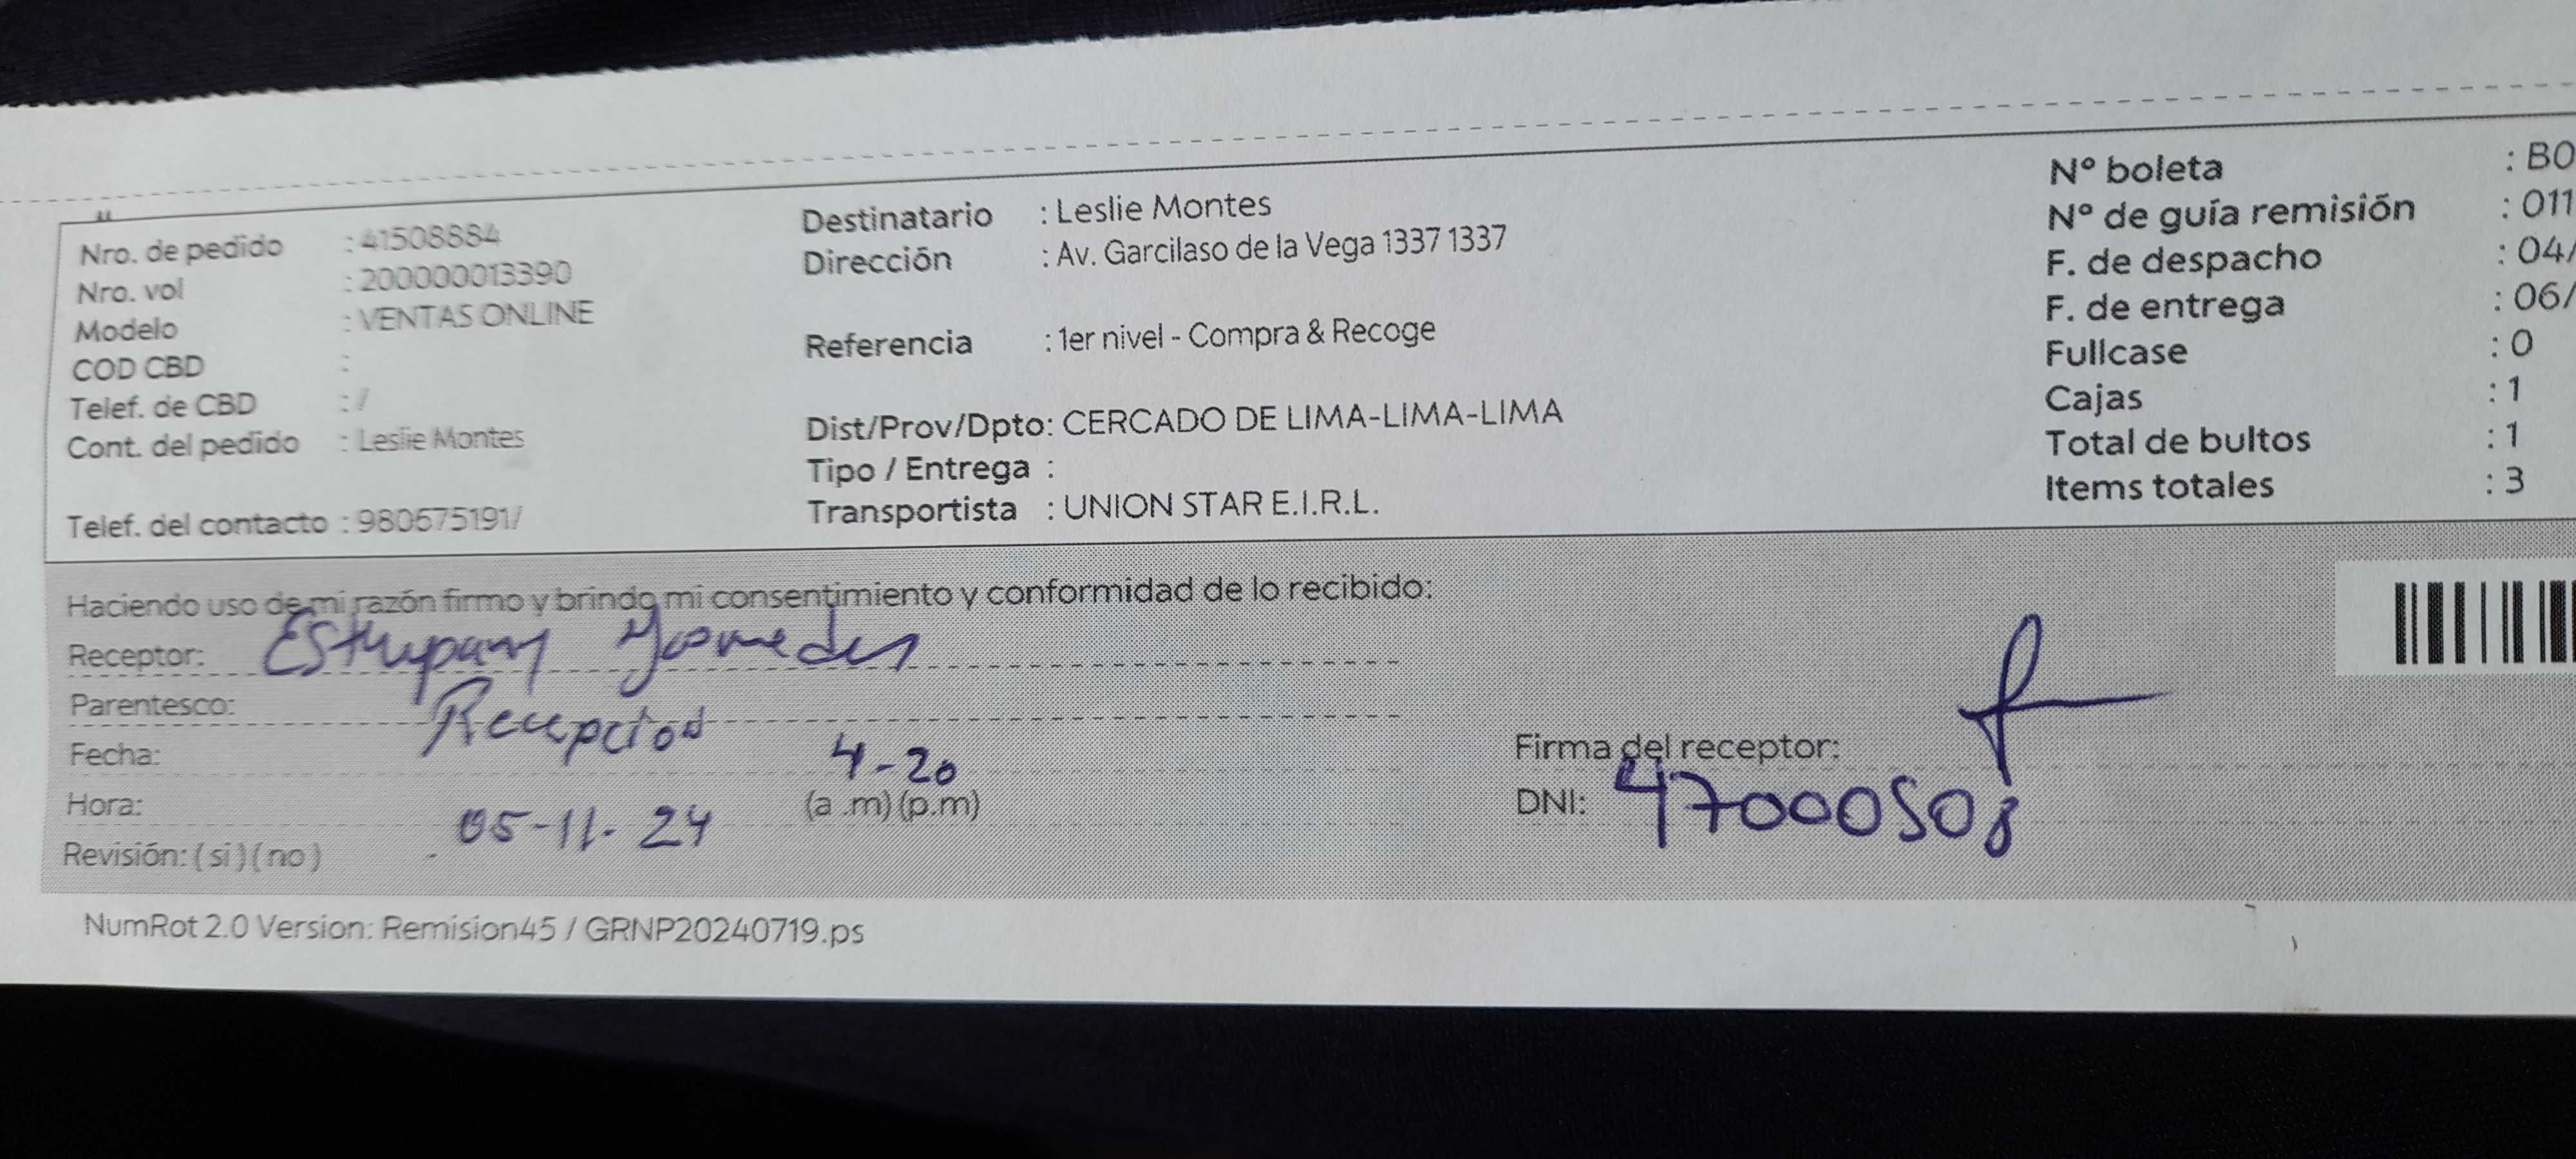 Nro. de pedido : 41508884
Nro. vol : 200000013390
Modelo : VENTAS ONLINE
COD CBD :
Telef. de CBD : /
Cont. del pedido : Leslie Montes
Telef. del contacto : 980675191/
Destinatario : Leslie Montes
Dirección : Av. Garcilaso de la Vega 1337 1337
Referencia : 1er nivel - Compra & Recoge
Dist/Prov/Dpto: CERCADO DE LIMA-LIMA-LIMA
Tipo / Entrega :
Transportista : UNION STAR E.I.R.L.
Nº boleta : B0
Nº de guía remisión : 011
F. de despacho : 04/
F. de entrega : 06/
Fullcase : 0
Cajas : 1
Total de bultos : 1
Items totales : 3
Haciendo uso de mi razón firmo y brindo mi consentimiento y conformidad de lo recibido:
Receptor:
Parentesco: Recepcion
Fecha: 4-20
Hora: 05-11-24 (a .m) (p.m)
Revisión: ( si ) ( no )
Firma del receptor:
DNI: 47000508
NumRot 2.0 Version: Remision45 / GRNP20240719.ps